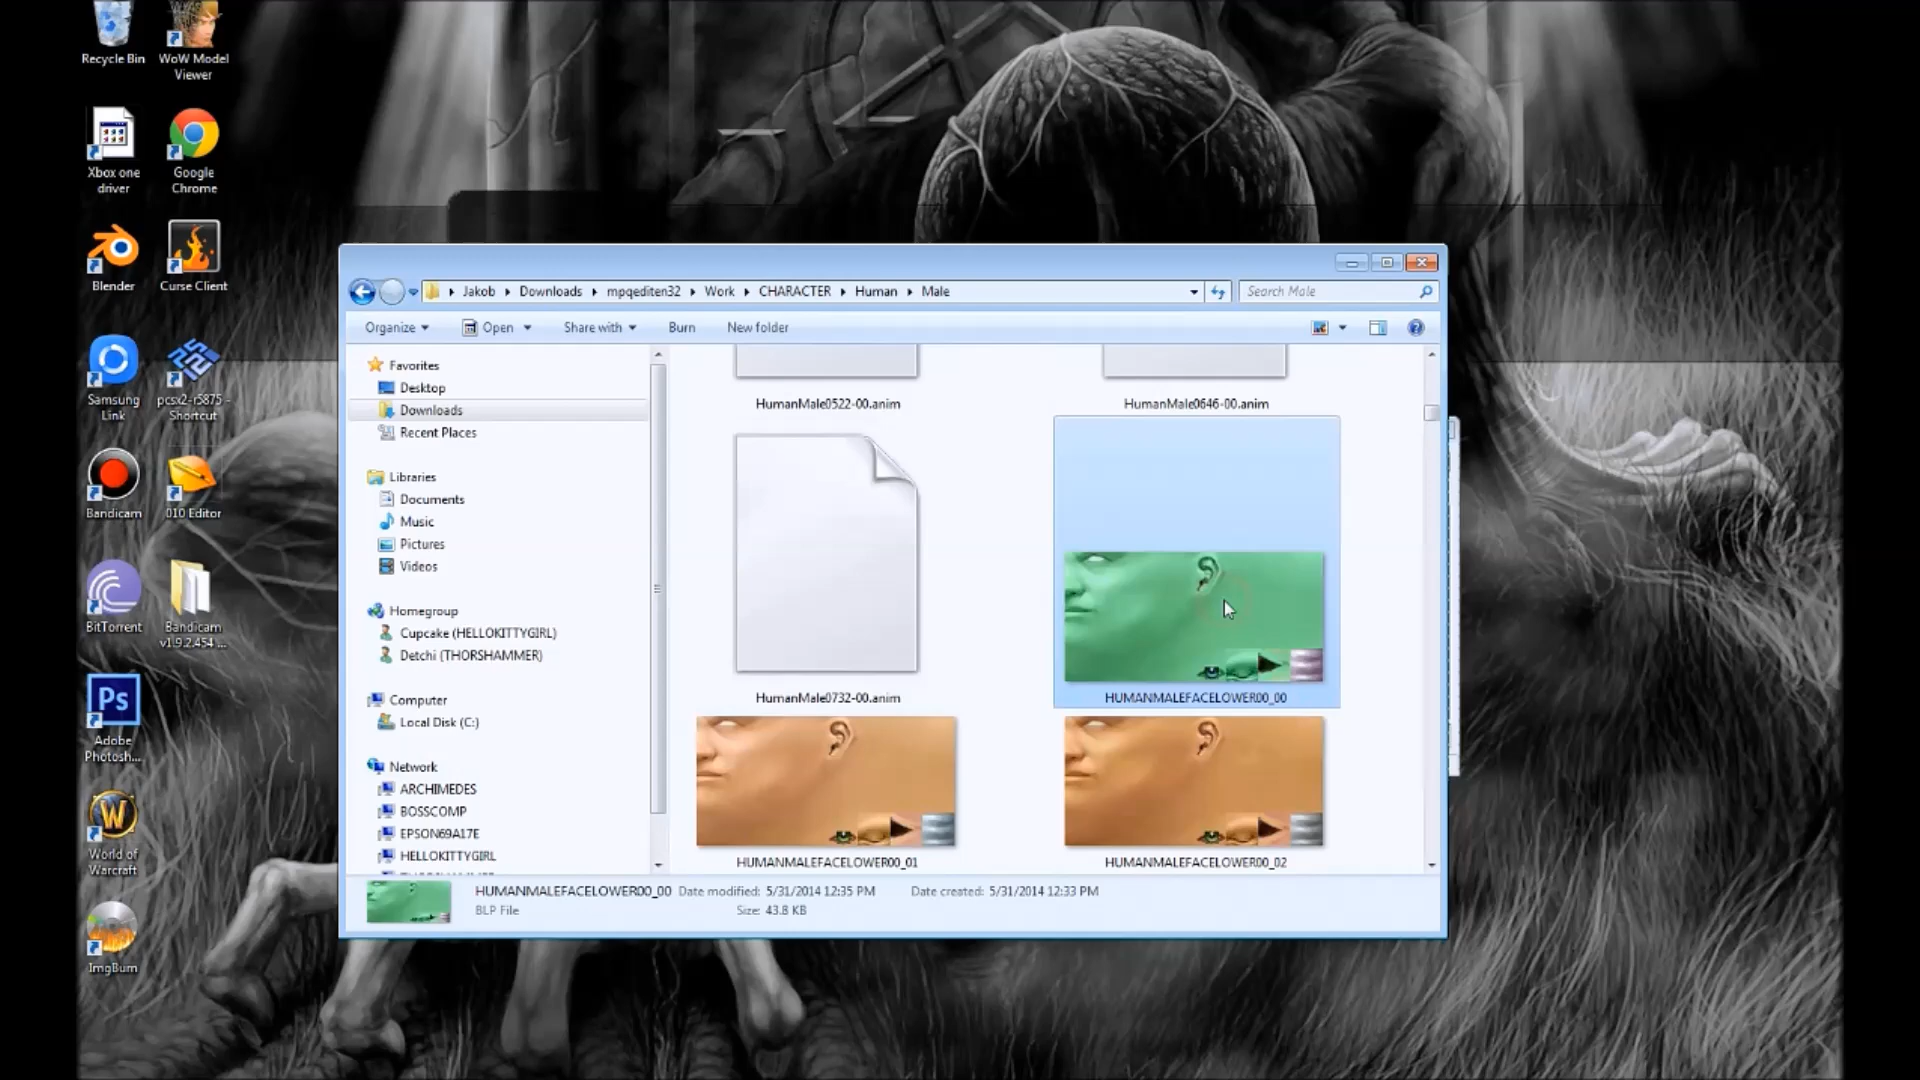 Recycle Bin
WoW Model
Viewer
Xbox one
driver
Google
Chrome
Blender
Curse Client
Samsung
Link
pcsx2-r5875 -
Shortcut
Bandicam
010 Editor
BitTorrent
Bandicam
v1.9.2.454 ...
Ps
Adobe
Photosh...
World of
Warcraft
ImgBurn
Jakob
Downloads
mpqediten32
Work
CHARACTER
Human
Male
Search Male
Organize
Open
Share with
Burn
New folder
Favorites
Desktop
Downloads
Recent Places
Libraries
Documents
Music
Pictures
Videos
Homegroup
Cupcake (HELLOKITTYGIRL)
Detchi (THORSHAMMER)
Computer
Local Disk (C:)
Network
ARCHIMEDES
BOSSCOMP
EPSON69A17E
HELLOKITTYGIRL
HumanMale0522-00.anim
HumanMale0646-00.anim
HumanMale0732-00.anim
HUMANMALEFACELOWER00_00
HUMANMALEFACELOWER00_01
HUMANMALEFACELOWER00_02
HUMANMALEFACELOWER00_00 Date modified: 5/31/2014 12:35 PM Date created: 5/31/2014 12:33 PM
BLP File Size: 43.8 KB